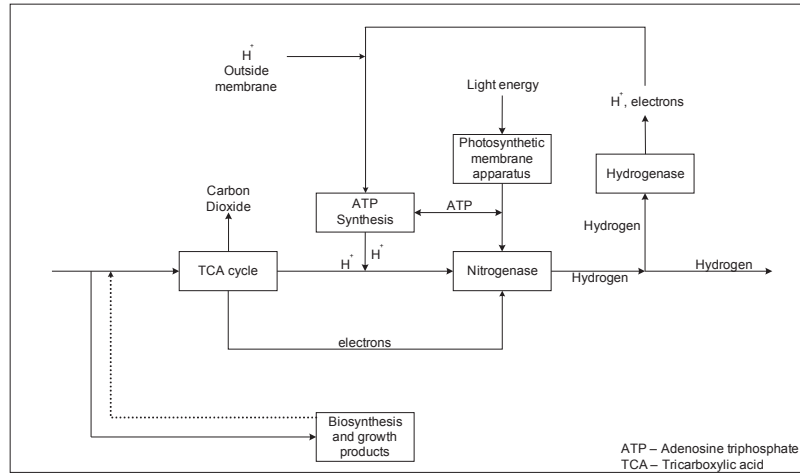 H+
Outside
membrane
Light energy
H+, electrons
Photosynthetic
membrane
apparatus
Hydrogenase
Carbon
Dioxide
ATP
Synthesis
ATP
Hydrogen
H+
TCA cycle
H+
Nitrogenase
Hydrogen
Hydrogen
electrons
Biosynthesis
and growth
products
ATP – Adenosine triphosphate
TCA – Tricarboxylic acid